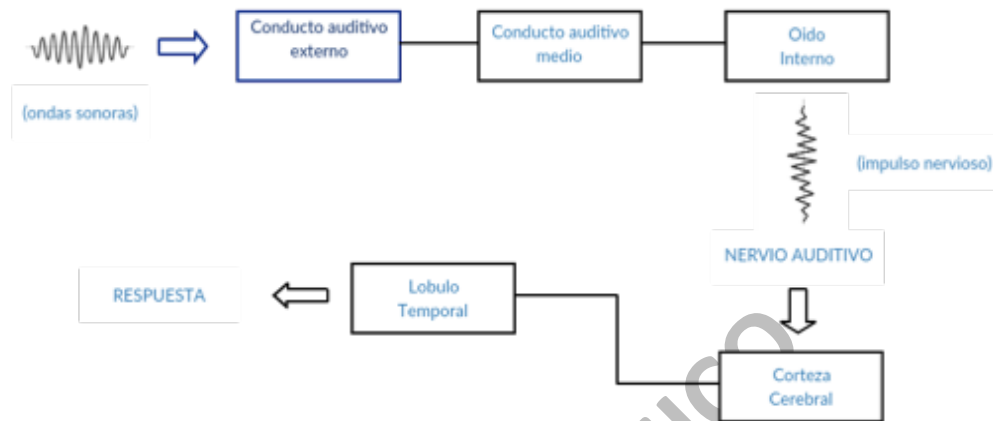 Conducto auditivo
externo
Conducto auditivo
medio
Oido
Interno
(ondas sonoras)
(impulso nervioso)
NERVIO AUDITIVO
RESPUESTA
Lobulo
Temporal
Corteza
Cerebral